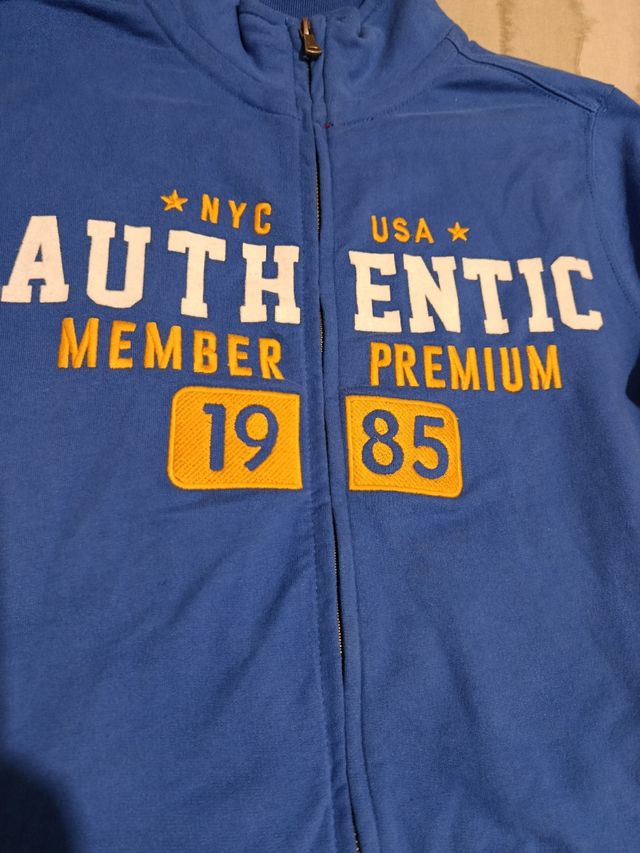 NYC USA
AUTHENTIC
MEMBER PREMIUM
1985